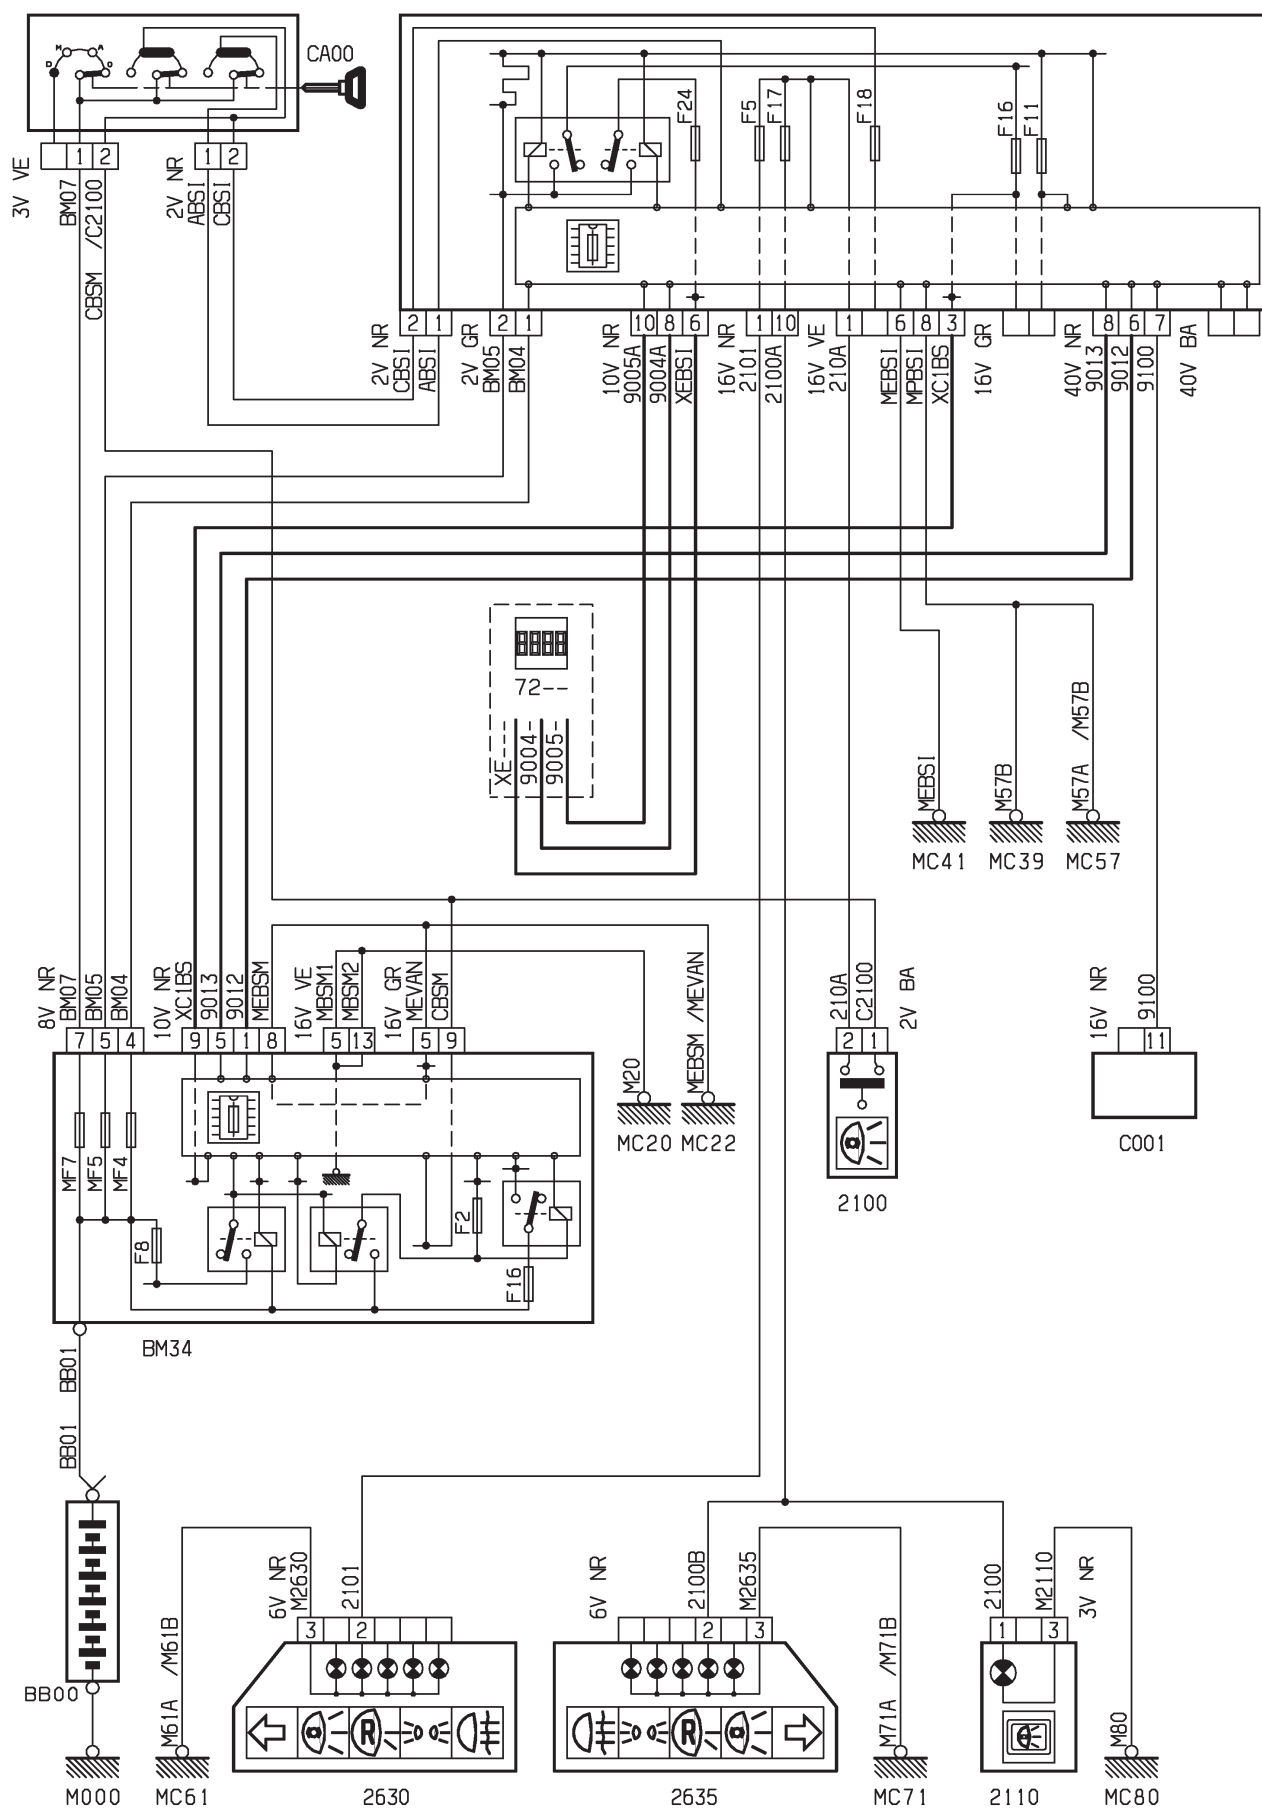 M A
D O
CA00
F24
F5
F17
F18
F16
F11
1 2
1 2
3V VE
BM07
CBSM /C2100
2V NR
ABSI
CBSI
2 1
2 1
10 8 6
1 10
1 6 8 3
8 6 7
2V NR
CBSI
ABSI
2V GR
BM05
BM04
10V NR
9005A
9004A
XEBSI
16V NR
2101
2100A
16V VE
210A
MEBSI
MPBSI
XC1BS
16V GR
40V NR
9013
9012
9100
40V BA
8888
72--
XE----
9004-
9005-
MEBSI
M57B
M57A /M57B
MC41
MC39
MC57
8V NR
BM07
BM05
BM04
10V NR
XC1BS
9013
9012
MEBSM
16V VE
MBSM1
MBSM2
16V GR
MEVAN
CBSM
M20
MEBSM /MEVAN
210A
C2100
2V BA
16V NR
9100
7 5 4
9 5 1 8
5 13
5 9
2 1
11
MC20
MC22
C001
2100
MF7
MF5
MF4
F8
F2
F16
BM34
BB01
BB01
BB00
M000
M61A /M61B
MC61
6V NR
M2630
2101
3 2
R
2630
6V NR
2100B
M2635
2 3
R
2635
M71A /M71B
MC71
2100
M2110
3V NR
1 3
2110
M80
MC80